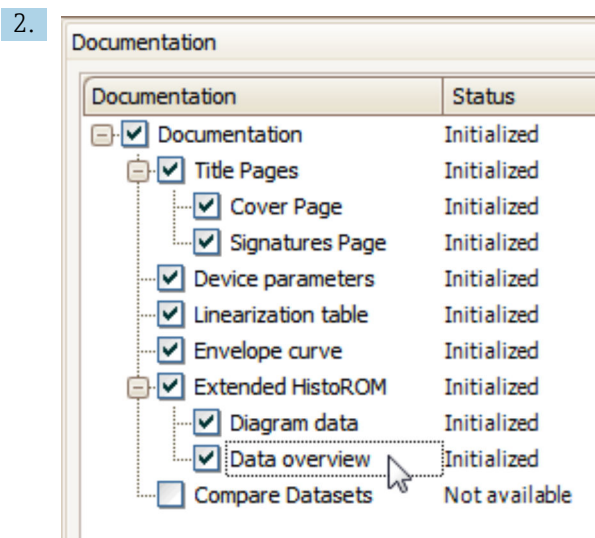 2.
Documentation
Documentation Status
Documentation Initialized
Title Pages Initialized
Cover Page Initialized
Signatures Page Initialized
Device parameters Initialized
Linearization table Initialized
Envelope curve Initialized
Extended HistoROM Initialized
Diagram data Initialized
Data overview Initialized
Compare Datasets Not available